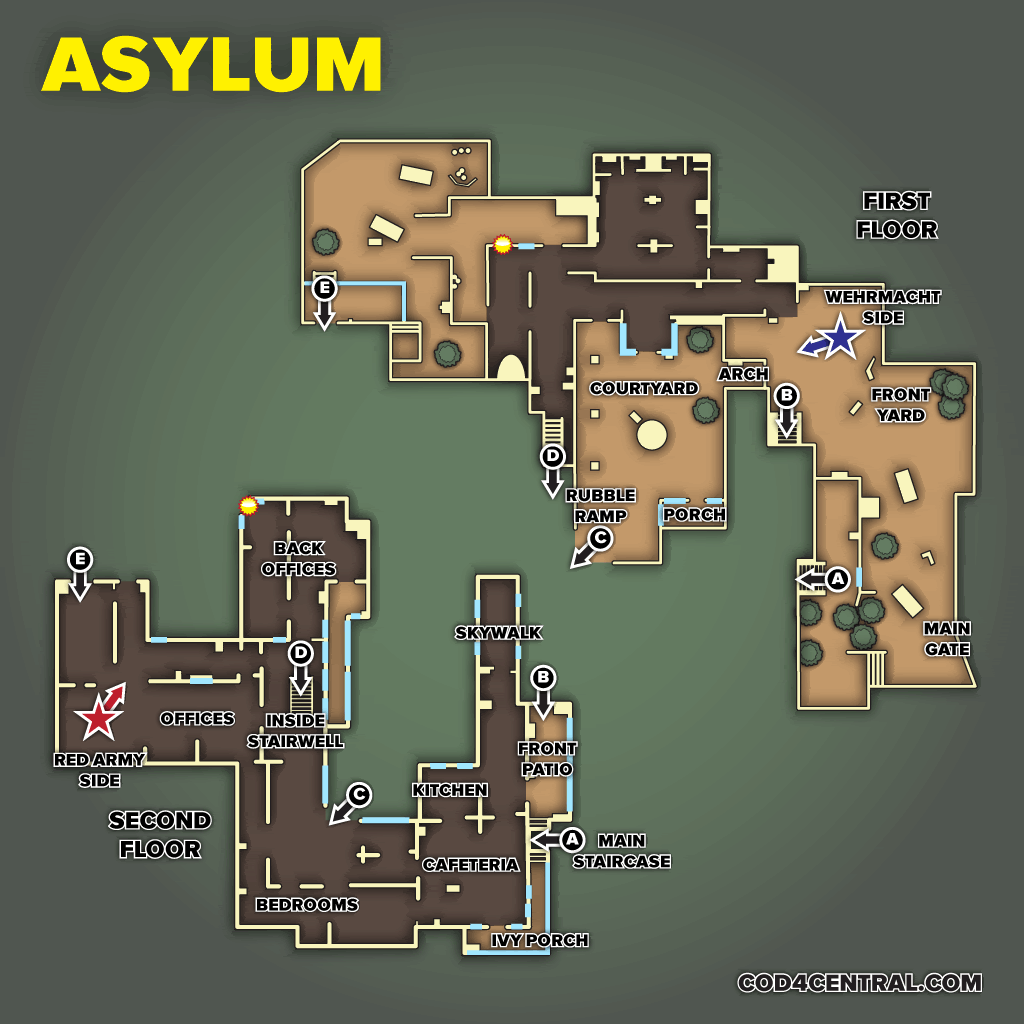 ASYLUM
FIRST
FLOOR
WEHRMACHT
SIDE
E
ARCH
COURTYARD
B
FRONT
YARD
D
RUBBLE
RAMP
PORCH
C
A
MAIN
GATE
BACK
OFFICES
E
SKYWALK
D
B
OFFICES
INSIDE
STAIRWELL
RED ARMY
SIDE
FRONT
PATIO
KITCHEN
C
SECOND
FLOOR
A
MAIN
STAIRCASE
CAFETERIA
BEDROOMS
IVY PORCH
COD4CENTRAL.COM